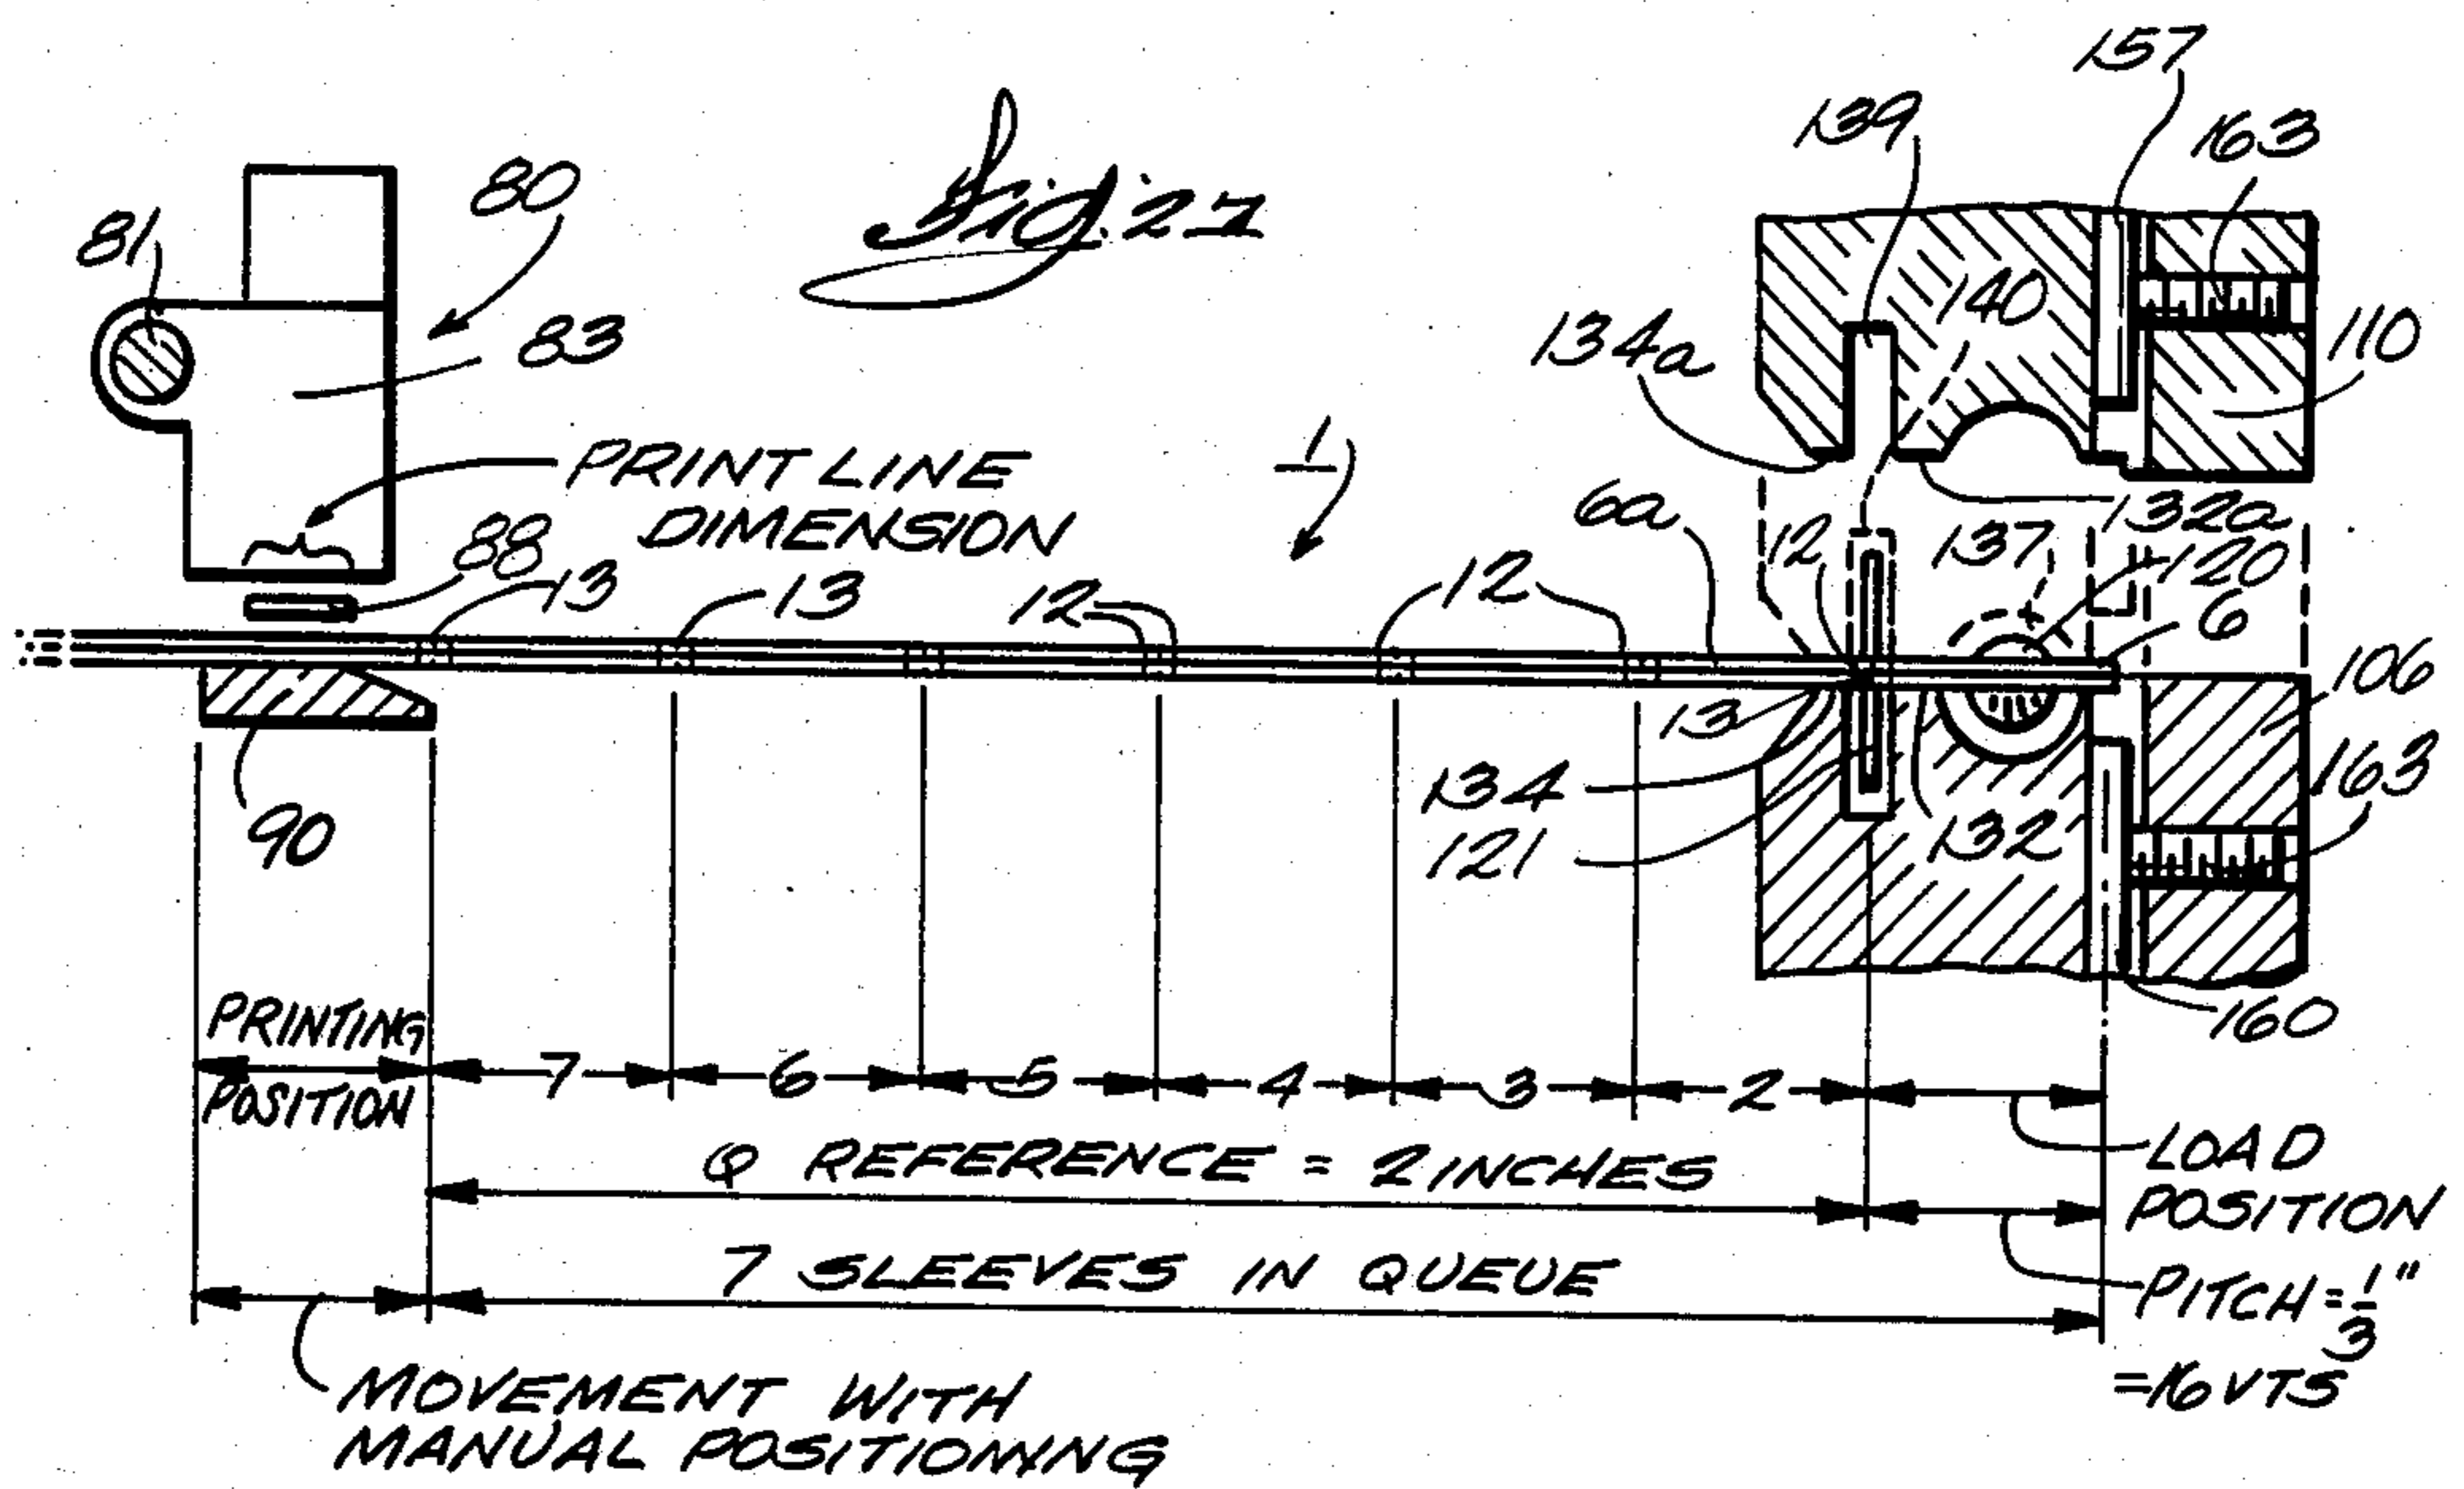 Fig. 21
157
139
163
80
81
140
83
134a
110
PRINT LINE
DIMENSION
1
88
6a
12
137
132a
120
13
13
12
12
6
106
13
163
134
90
121
132
160
PRINTING
POSITION
7
6
5
4
3
2
LOAD
POSITION
Q REFERENCE = 2 INCHES
7 SLEEVES IN QUEUE
PITCH = 1/3"
= 16 VTS
MOVEMENT WITH
MANUAL POSITIONING